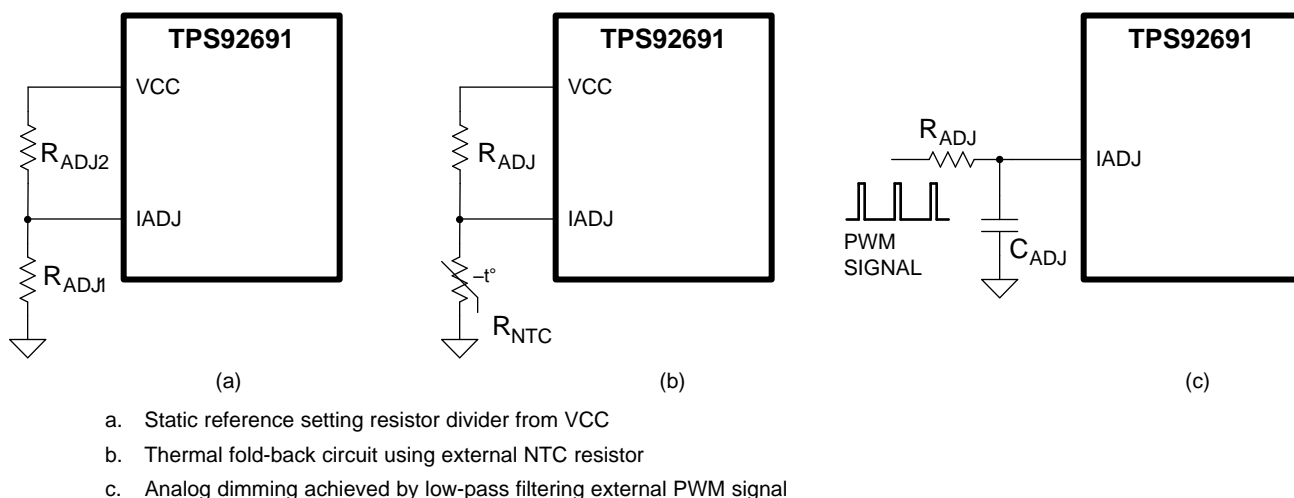 TPS92691
VCC
R_ADJ2
IADJ
R_ADJ1
(a)
TPS92691
VCC
R_ADJ
IADJ
–t°
R_NTC
(b)
TPS92691
R_ADJ
IADJ
PWM
SIGNAL
C_ADJ
(c)
a. Static reference setting resistor divider from VCC
b. Thermal fold-back circuit using external NTC resistor
c. Analog dimming achieved by low-pass filtering external PWM signal